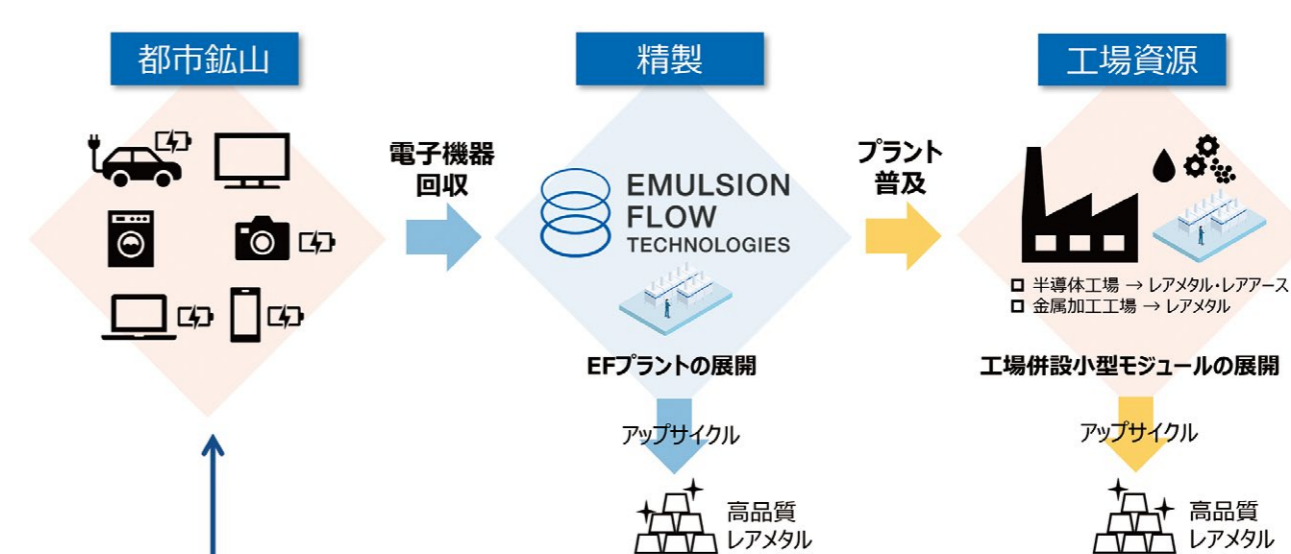 都市鉱山
精製
工場資源
電子機器
回収
プラント
普及
EMULSION
FLOW
TECHNOLOGIES
半導体工場 → レアメタル・レアアース
金属加工工場 → レアメタル
EFプラントの展開
工場併設小型モジュールの展開
アップサイクル
アップサイクル
高品質
レアメタル
高品質
レアメタル